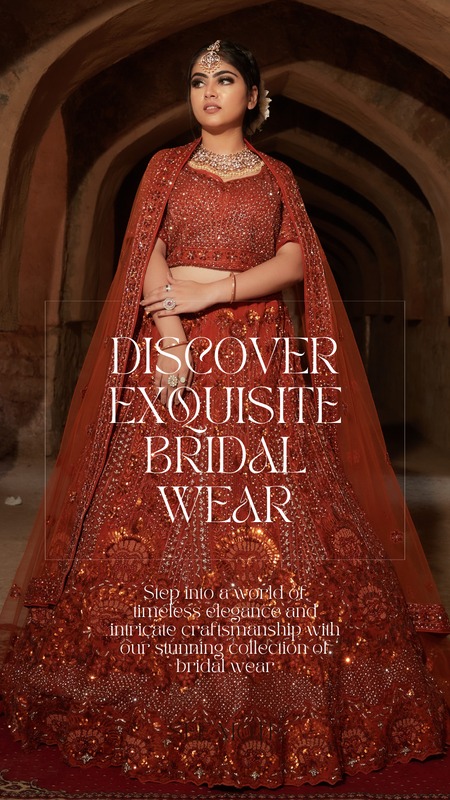 DISCOVER
EXQUISITE
BRIDAL
WEAR
Step into a world of
timeless elegance and
intricate craftsmanship with
our stunning collection of
bridal wear